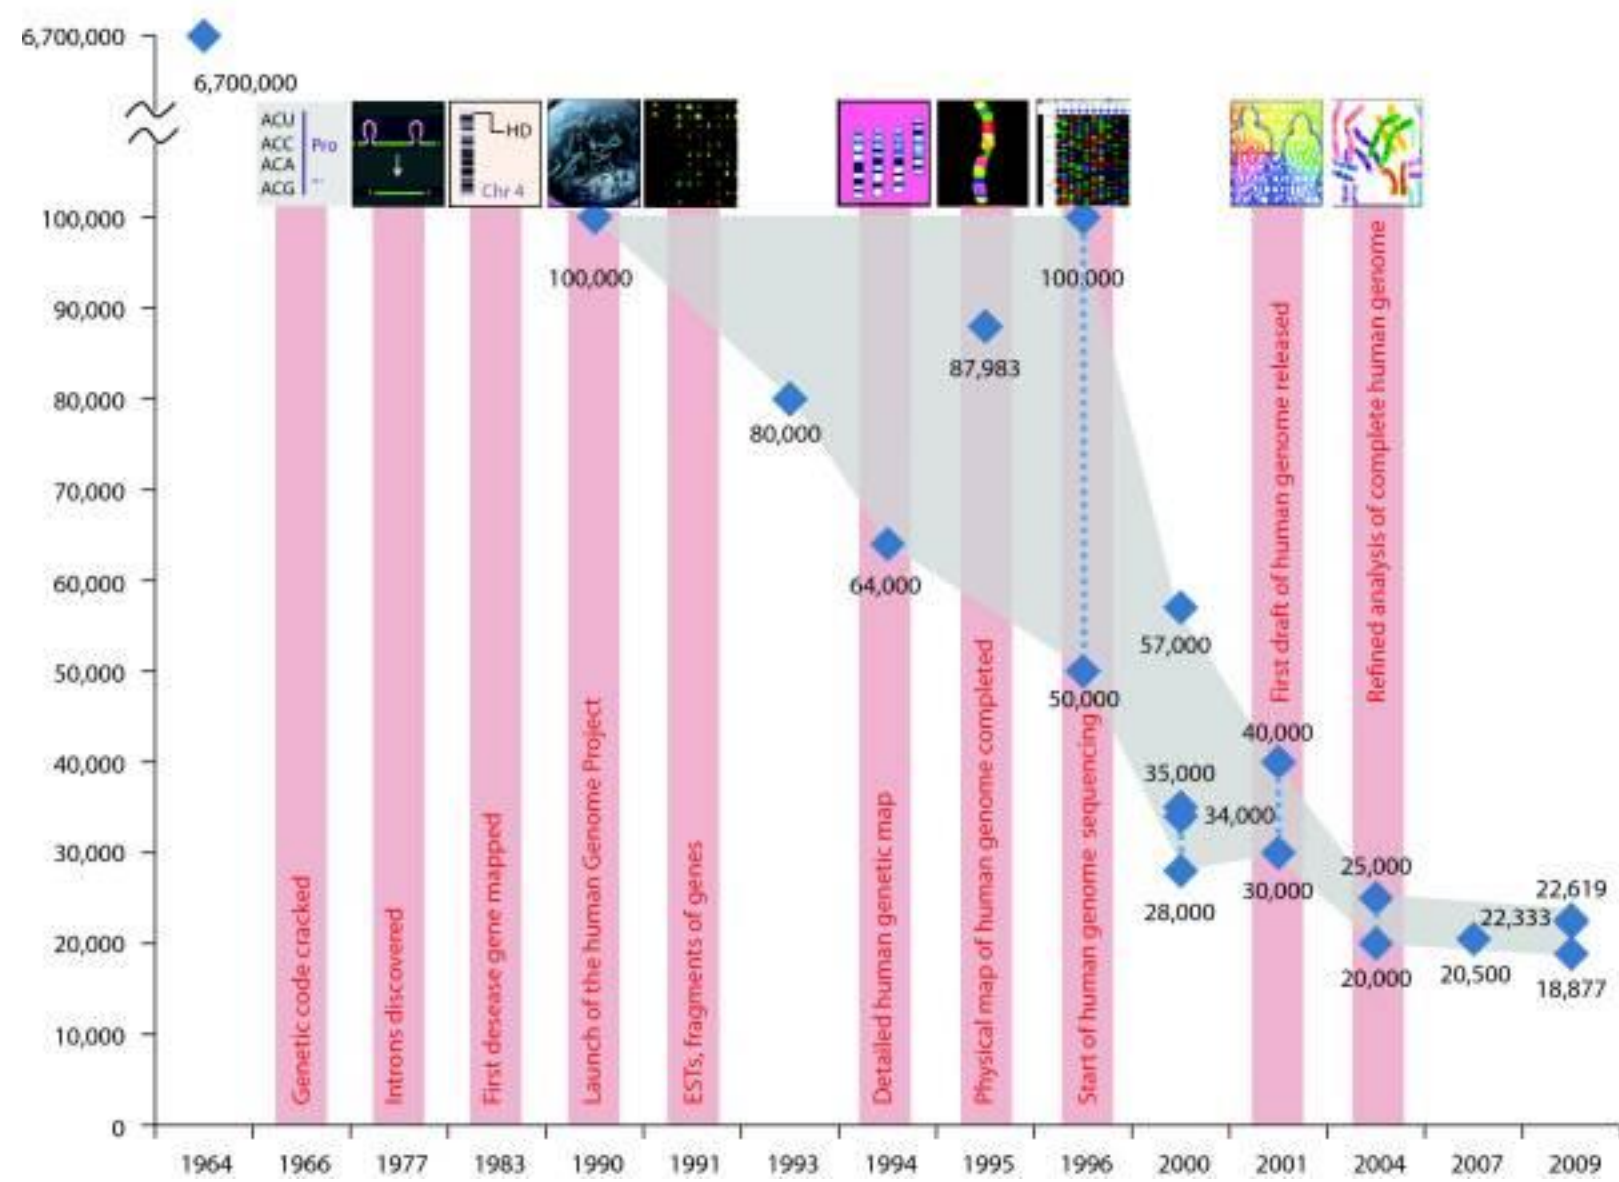 6,700,000
6,700,000
ACU
ACC
ACA
ACG
Pro
...
HD
Chr 4
100,000
90,000
80,000
70,000
60,000
50,000
40,000
30,000
20,000
10,000
0
100,000
80,000
64,000
87,983
100,000
50,000
57,000
35,000
34,000
28,000
40,000
30,000
25,000
20,000
20,500
22,619
22,333
18,877
Genetic code cracked
Introns discovered
First desease gene mapped
Launch of the human Genome Project
ESTs, fragments of genes
Detailed human genetic map
Physical map of human genome completed
Start of human genome sequencing
First draft of human genome released
Refined analysis of complete human genome
1964 1966 1977 1983 1990 1991 1993 1994 1995 1996 2000 2001 2004 2007 2009